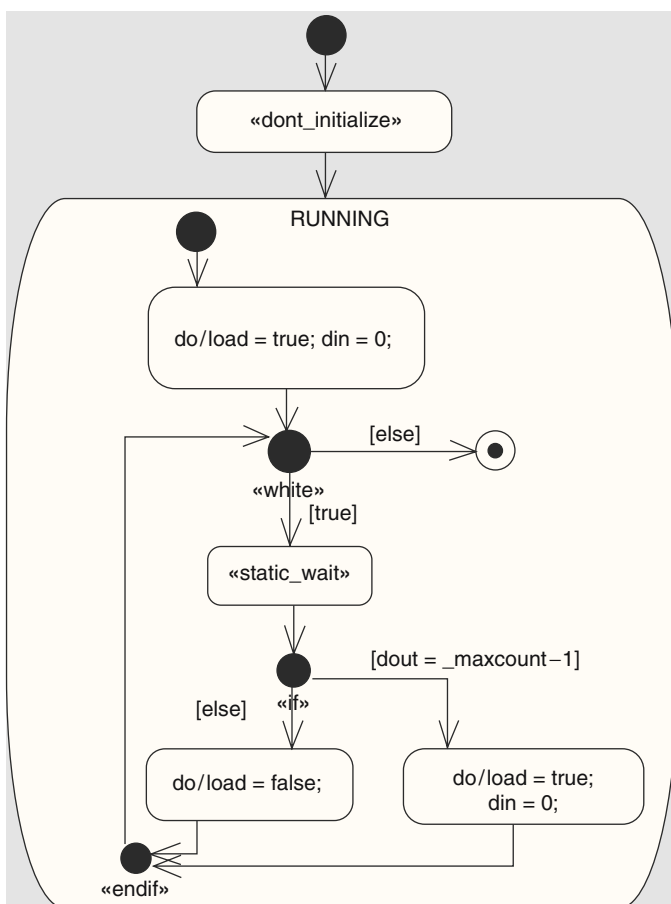 «dont_initialize»
RUNNING
do/load = true; din = 0;
[else]
«white»
[true]
«static_wait»
[dout = _maxcount−1]
[else]
«if»
do/load = false;
do/load = true;
din = 0;
«endif»